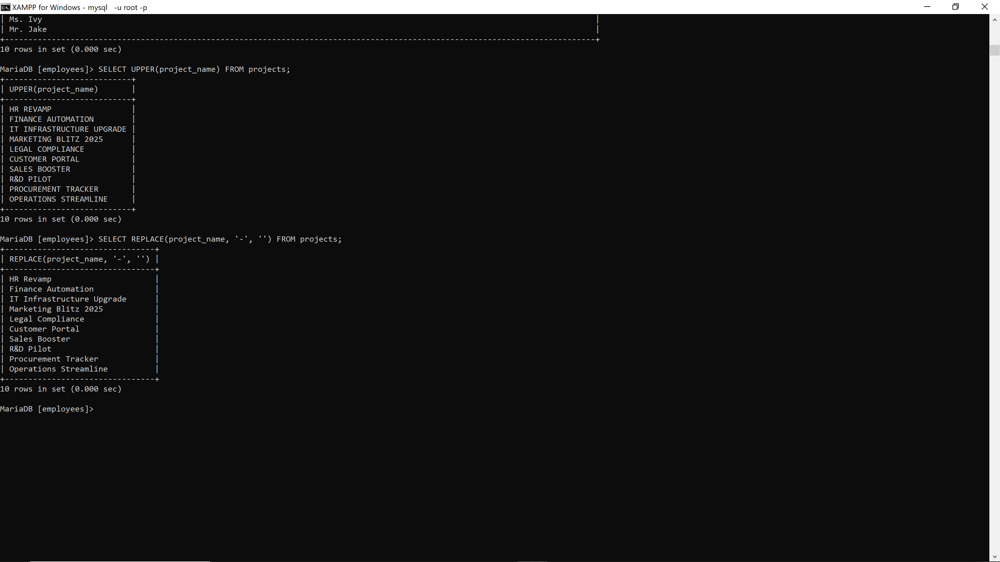 XAMPP for Windows - mysql  -u root -p
| Ms. Ivy                                                                                                                      |
| Mr. Jake                                                                                                                     |
+------------------------------------------------------------------------------------------------------------------------------+
10 rows in set (0.000 sec)

MariaDB [employees]> SELECT UPPER(project_name) FROM projects;
+---------------------------+
| UPPER(project_name)       |
+---------------------------+
| HR REVAMP                 |
| FINANCE AUTOMATION        |
| IT INFRASTRUCTURE UPGRADE |
| MARKETING BLITZ 2025      |
| LEGAL COMPLIANCE          |
| CUSTOMER PORTAL           |
| SALES BOOSTER             |
| R&D PILOT                 |
| PROCUREMENT TRACKER       |
| OPERATIONS STREAMLINE     |
+---------------------------+
10 rows in set (0.000 sec)

MariaDB [employees]> SELECT REPLACE(project_name, '-', '') FROM projects;
+--------------------------------+
| REPLACE(project_name, '-', '') |
+--------------------------------+
| HR Revamp                      |
| Finance Automation             |
| IT Infrastructure Upgrade      |
| Marketing Blitz 2025           |
| Legal Compliance               |
| Customer Portal                |
| Sales Booster                  |
| R&D Pilot                      |
| Procurement Tracker            |
| Operations Streamline          |
+--------------------------------+
10 rows in set (0.000 sec)

MariaDB [employees]>